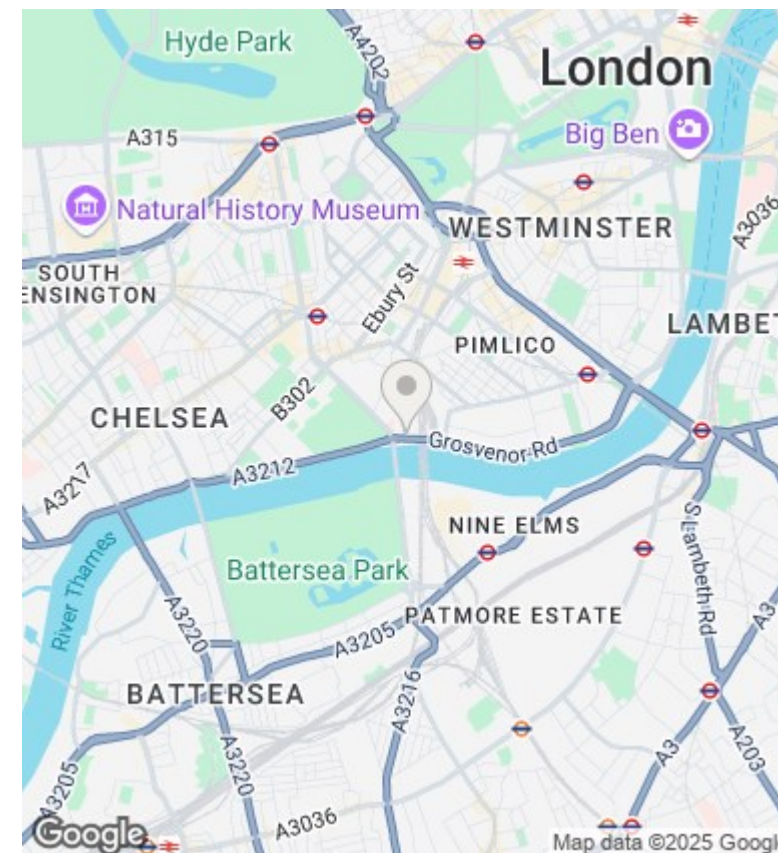 Hyde Park
A4202
London
A315
Big Ben
Natural History Museum
WESTMINSTER
A3036
SOUTH
ENSINGTON
Ebury St
LAMBET
PIMLICO
B302
CHELSEA
Grosvenor Rd
A3212
A3217
NINE ELMS
S Lambeth Rd
Battersea Park
River Thames
A3220
A3205
PATMORE ESTATE
A3
BATTERSEA
A3216
A203
A3
A3205
A3220
A3036
Google
Map data ©2025 Googl